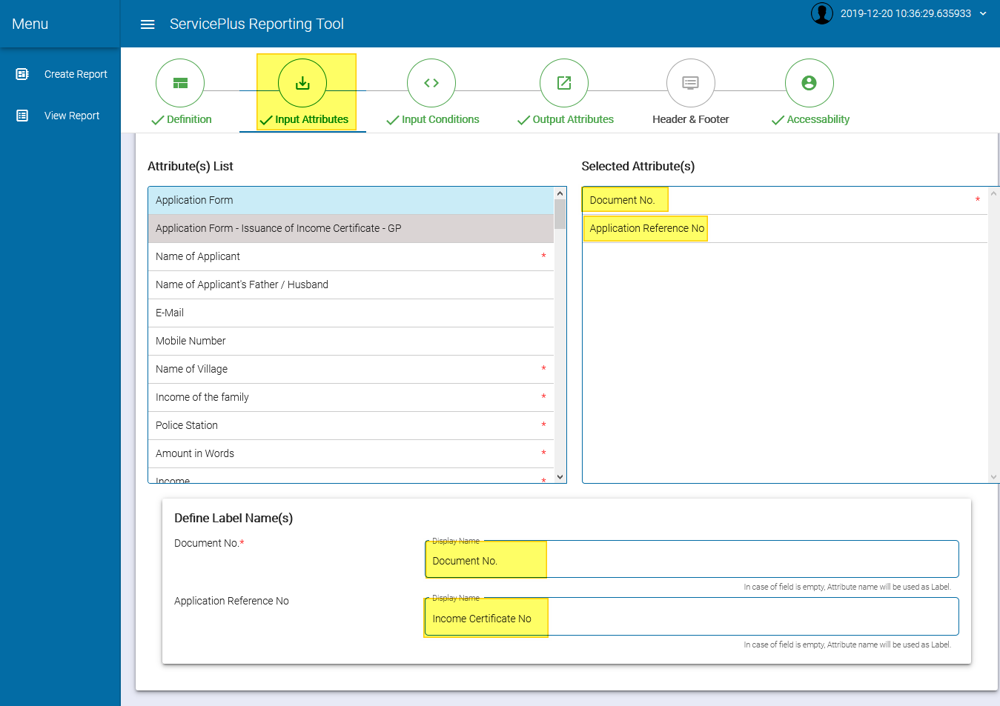 Menu
ServicePlus Reporting Tool
2019-12-20 10:36:29.635933
Create Report
View Report
Definition
Input Attributes
Input Conditions
Output Attributes
Header & Footer
Accessability
Attribute(s) List
Application Form
Application Form - Issuance of Income Certificate - GP
Name of Applicant *
Name of Applicant's Father / Husband
E-Mail
Mobile Number
Name of Village *
Income of the family *
Police Station *
Amount in Words *
Income *
Selected Attribute(s)
Document No. *
Application Reference No
Define Label Name(s)
Document No.*
Display Name
Document No.
In case of field is empty, Attribute name will be used as Label.
Application Reference No
Display Name
Income Certificate No
In case of field is empty, Attribute name will be used as Label.